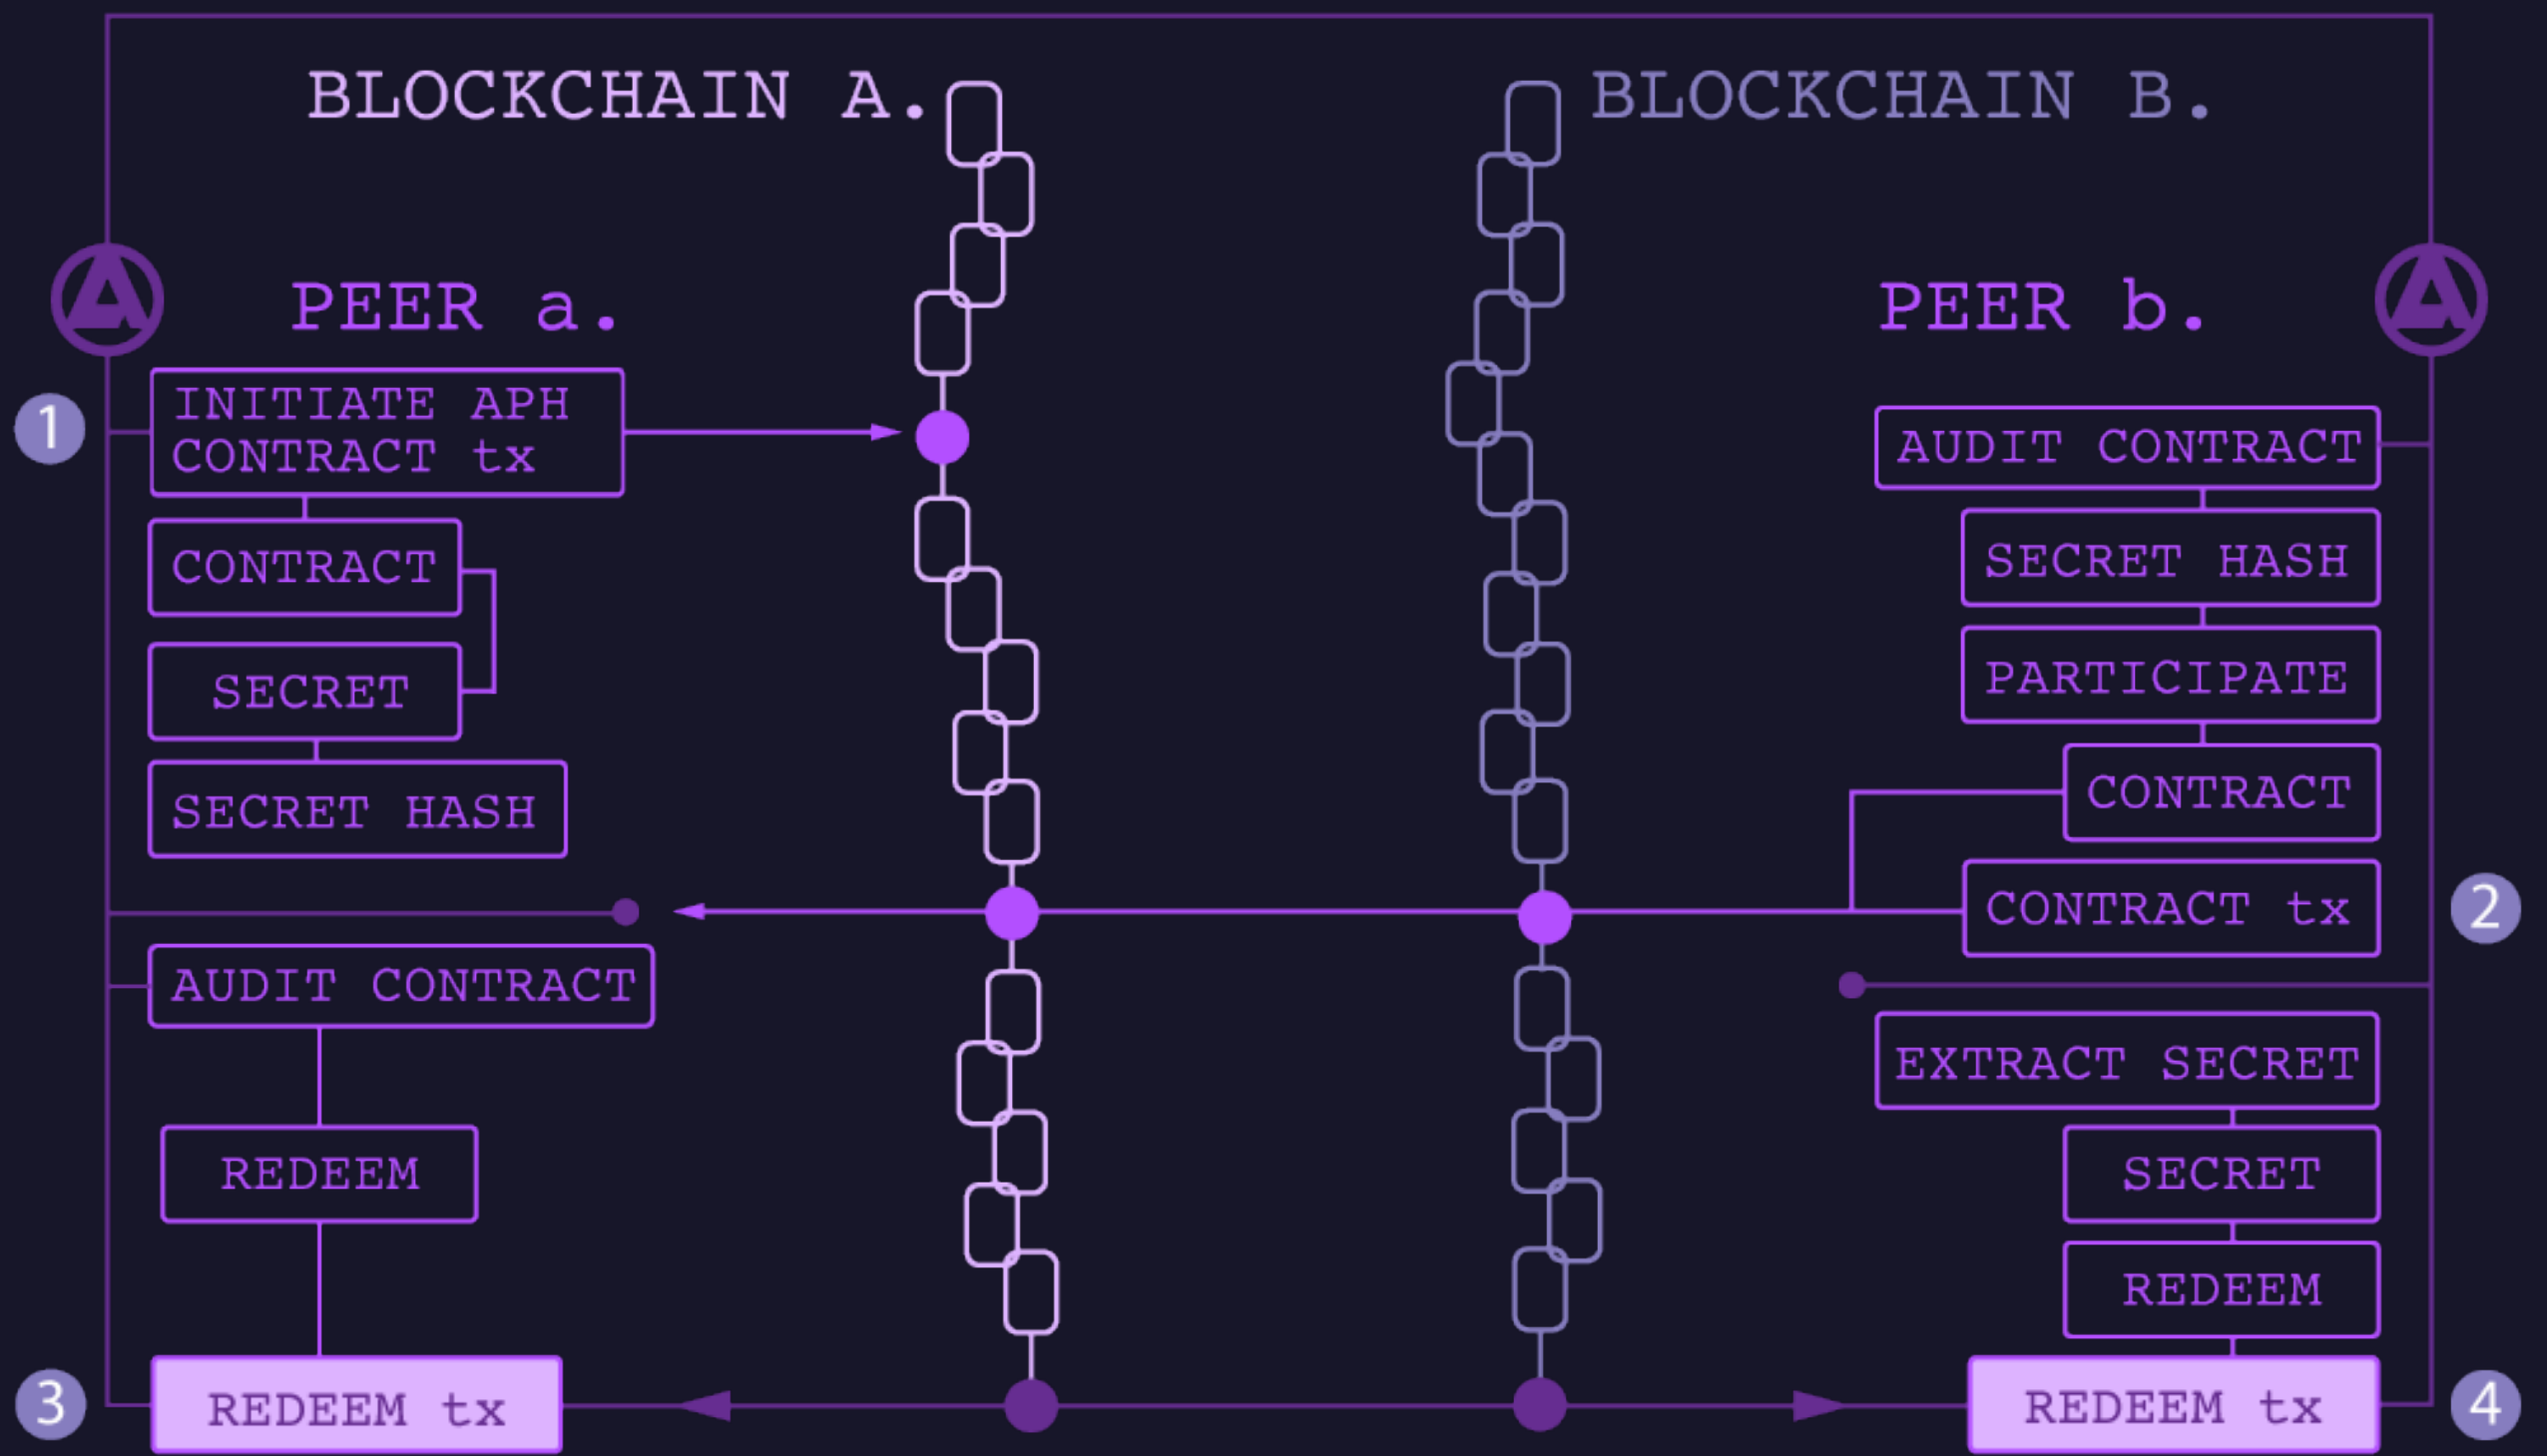 BLOCKCHAIN A.
BLOCKCHAIN B.
PEER a.
PEER b.
1
INITIATE APH
CONTRACT tx
CONTRACT
SECRET
SECRET HASH
AUDIT CONTRACT
SECRET HASH
PARTICIPATE
CONTRACT
CONTRACT tx
2
AUDIT CONTRACT
REDEEM
3
REDEEM tx
EXTRACT SECRET
SECRET
REDEEM
REDEEM tx
4